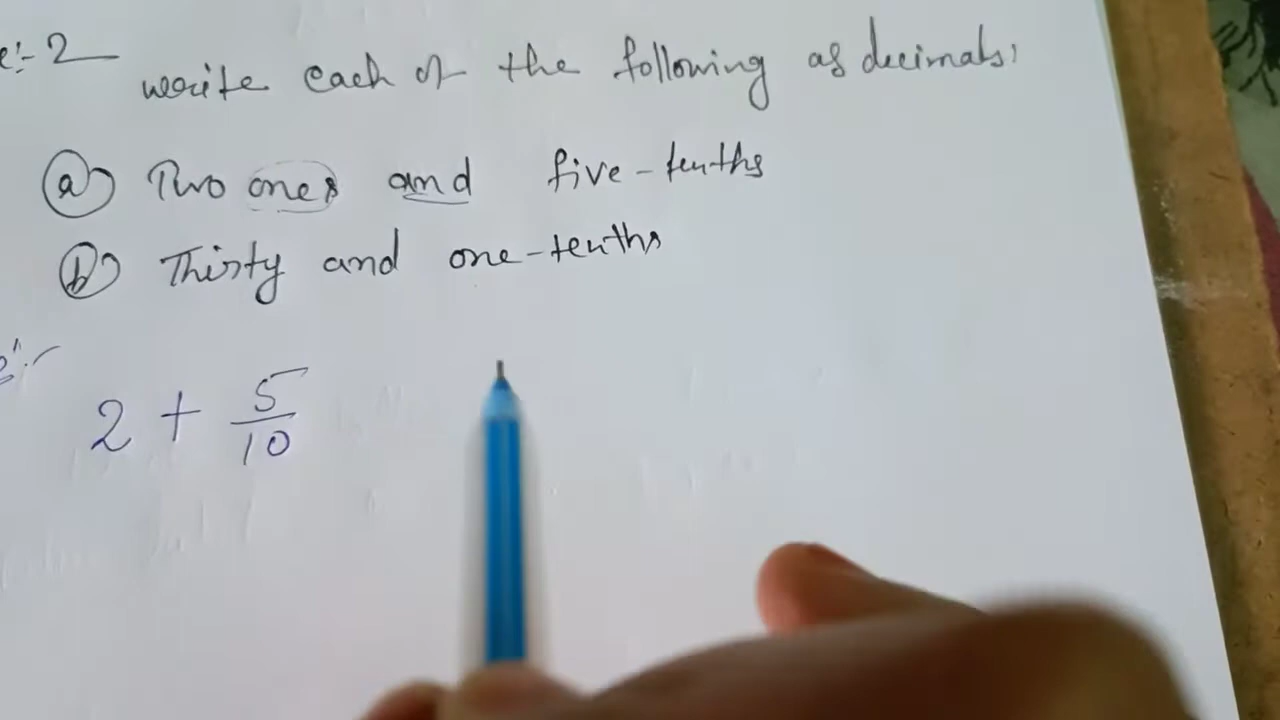 e:- 2
write each of the following as decimals:
(a) Two ones and five-tenths
(b) Thirty and one-tenths
2 + 5/10